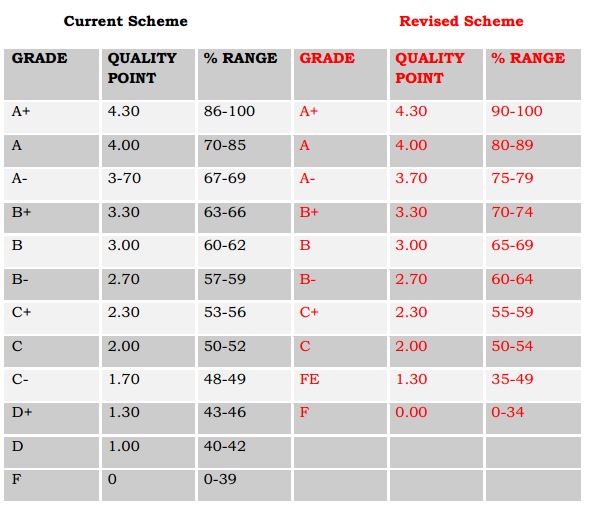 Current Scheme Revised Scheme
GRADE QUALITY POINT % RANGE GRADE QUALITY POINT % RANGE
A+ 4.30 86-100 A+ 4.30 90-100
A 4.00 70-85 A 4.00 80-89
A- 3-70 67-69 A- 3.70 75-79
B+ 3.30 63-66 B+ 3.30 70-74
B 3.00 60-62 B 3.00 65-69
B- 2.70 57-59 B- 2.70 60-64
C+ 2.30 53-56 C+ 2.30 55-59
C 2.00 50-52 C 2.00 50-54
C- 1.70 48-49 FE 1.30 35-49
D+ 1.30 43-46 F 0.00 0-34
D 1.00 40-42
F 0 0-39